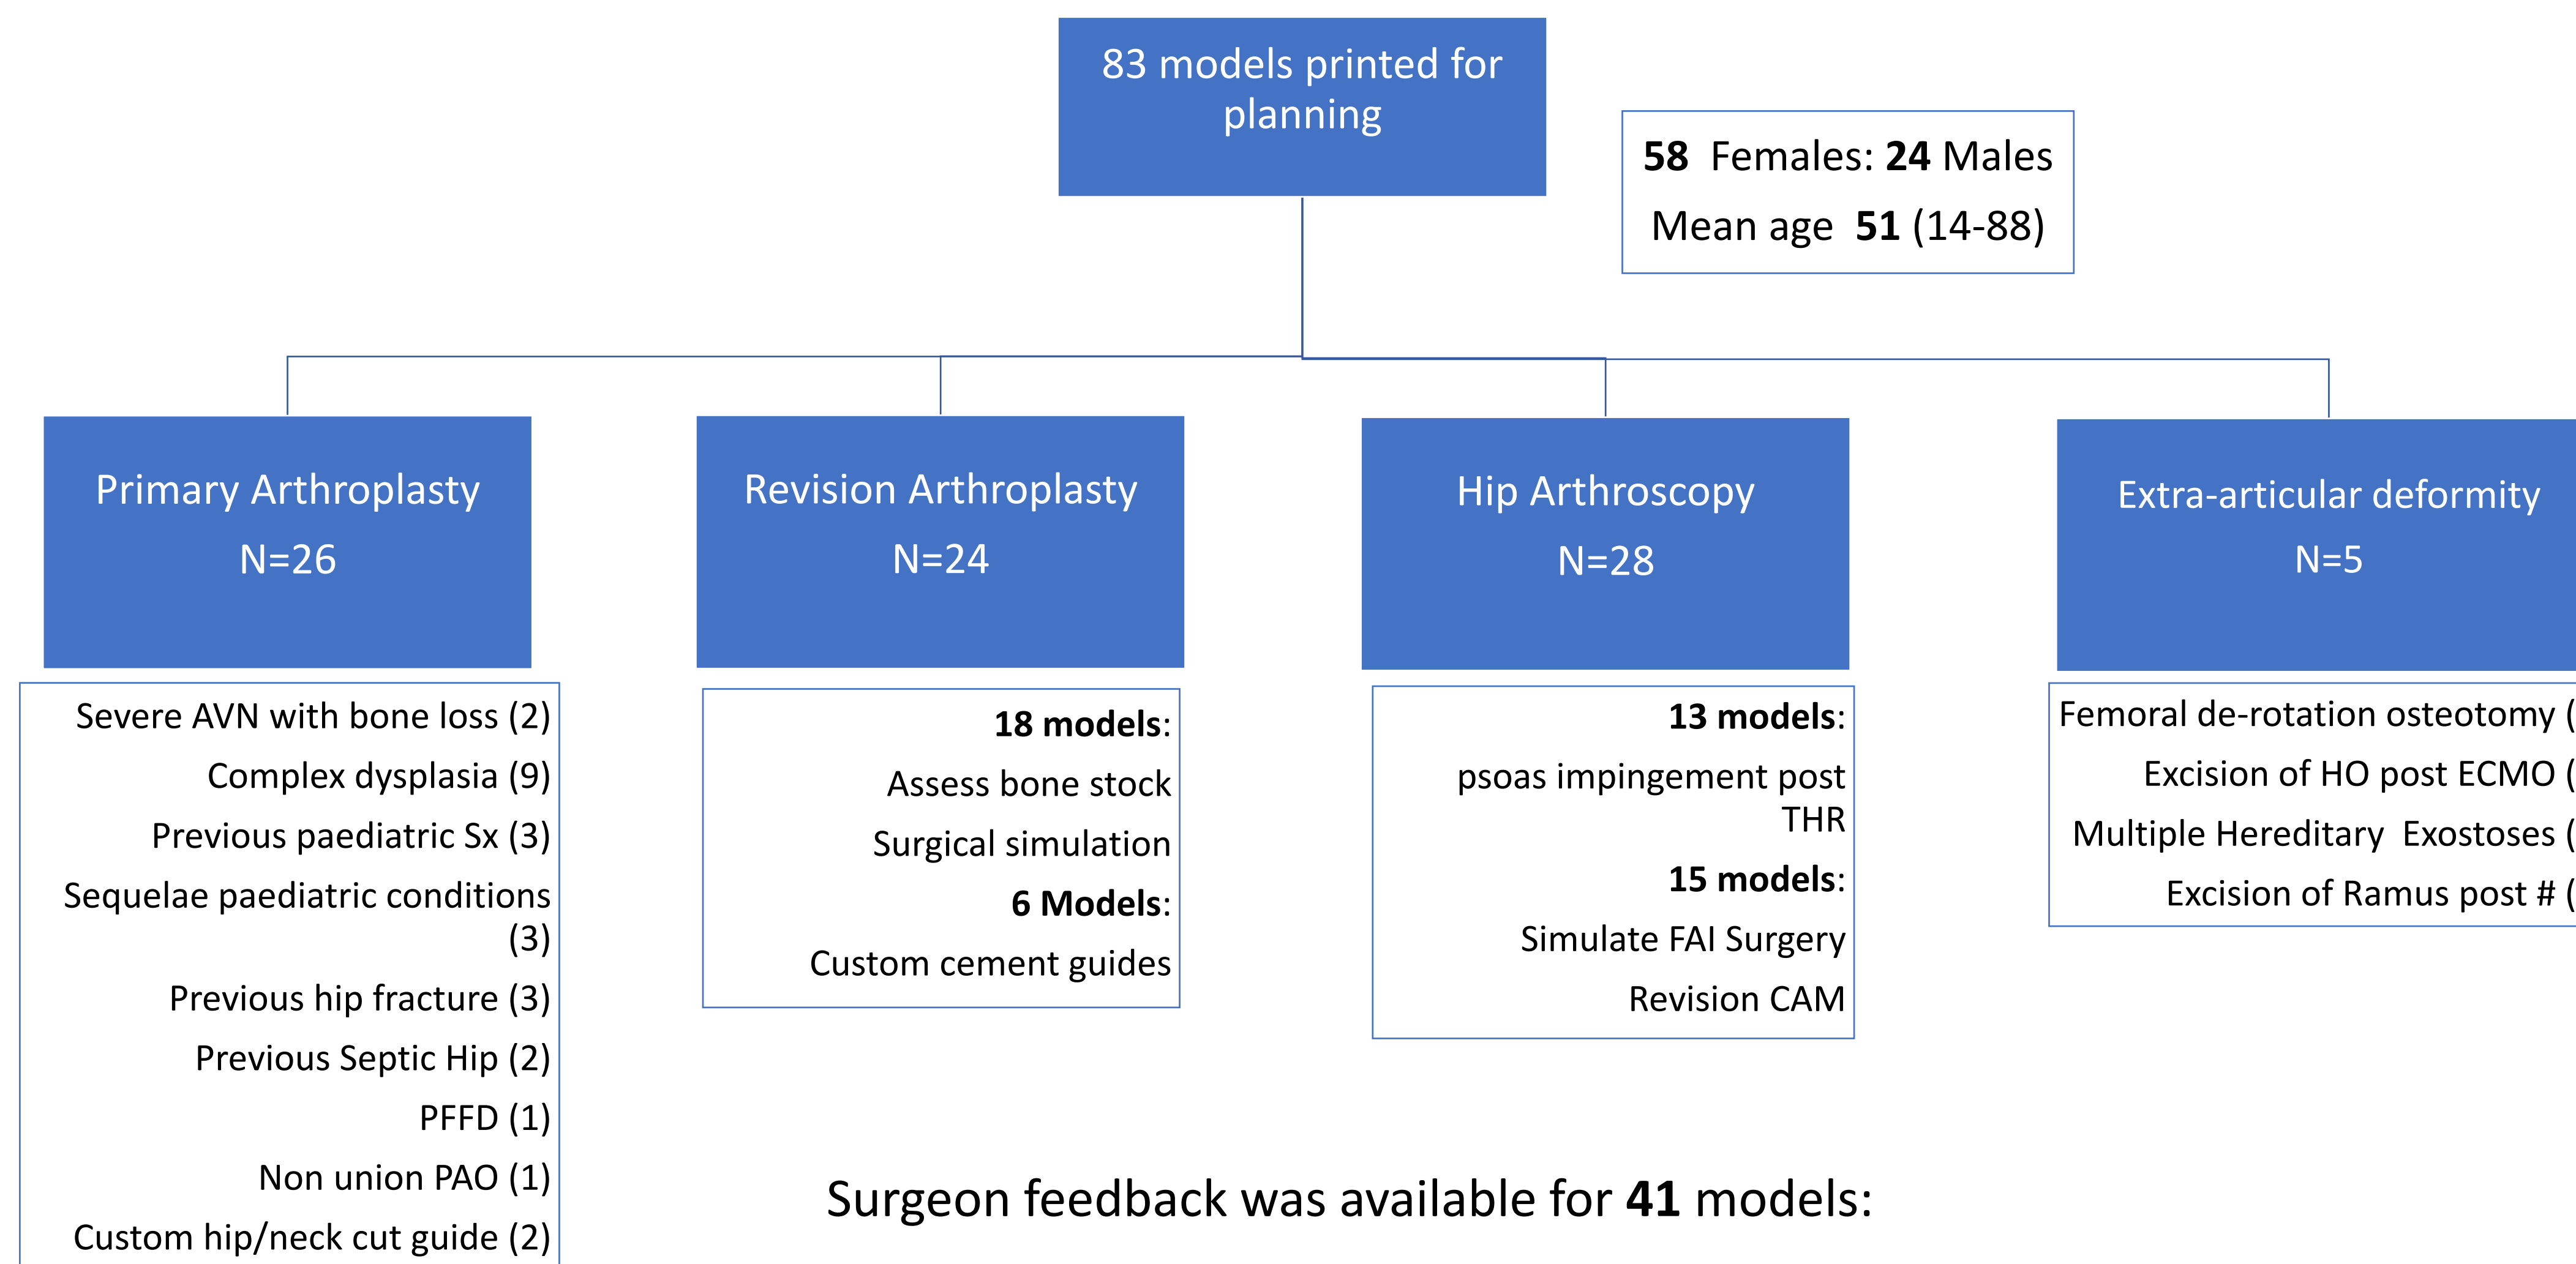 83 models printed for
planning
58 Females: 24 Males
Mean age 51 (14-88)
Primary Arthroplasty
N=26
Severe AVN with bone loss (2)
Complex dysplasia (9)
Previous paediatric Sx (3)
Sequelae paediatric conditions
(3)
Previous hip fracture (3)
Previous Septic Hip (2)
PFFD (1)
Non union PAO (1)
Custom hip/neck cut guide (2)
Revision Arthroplasty
N=24
18 models:
Assess bone stock
Surgical simulation
6 Models:
Custom cement guides
Hip Arthroscopy
N=28
13 models:
psoas impingement post
THR
15 models:
Simulate FAI Surgery
Revision CAM
Extra-articular deformity
N=5
Femoral de-rotation osteotomy (
Excision of HO post ECMO (
Multiple Hereditary Exostoses (
Excision of Ramus post # (
Surgeon feedback was available for 41 models: